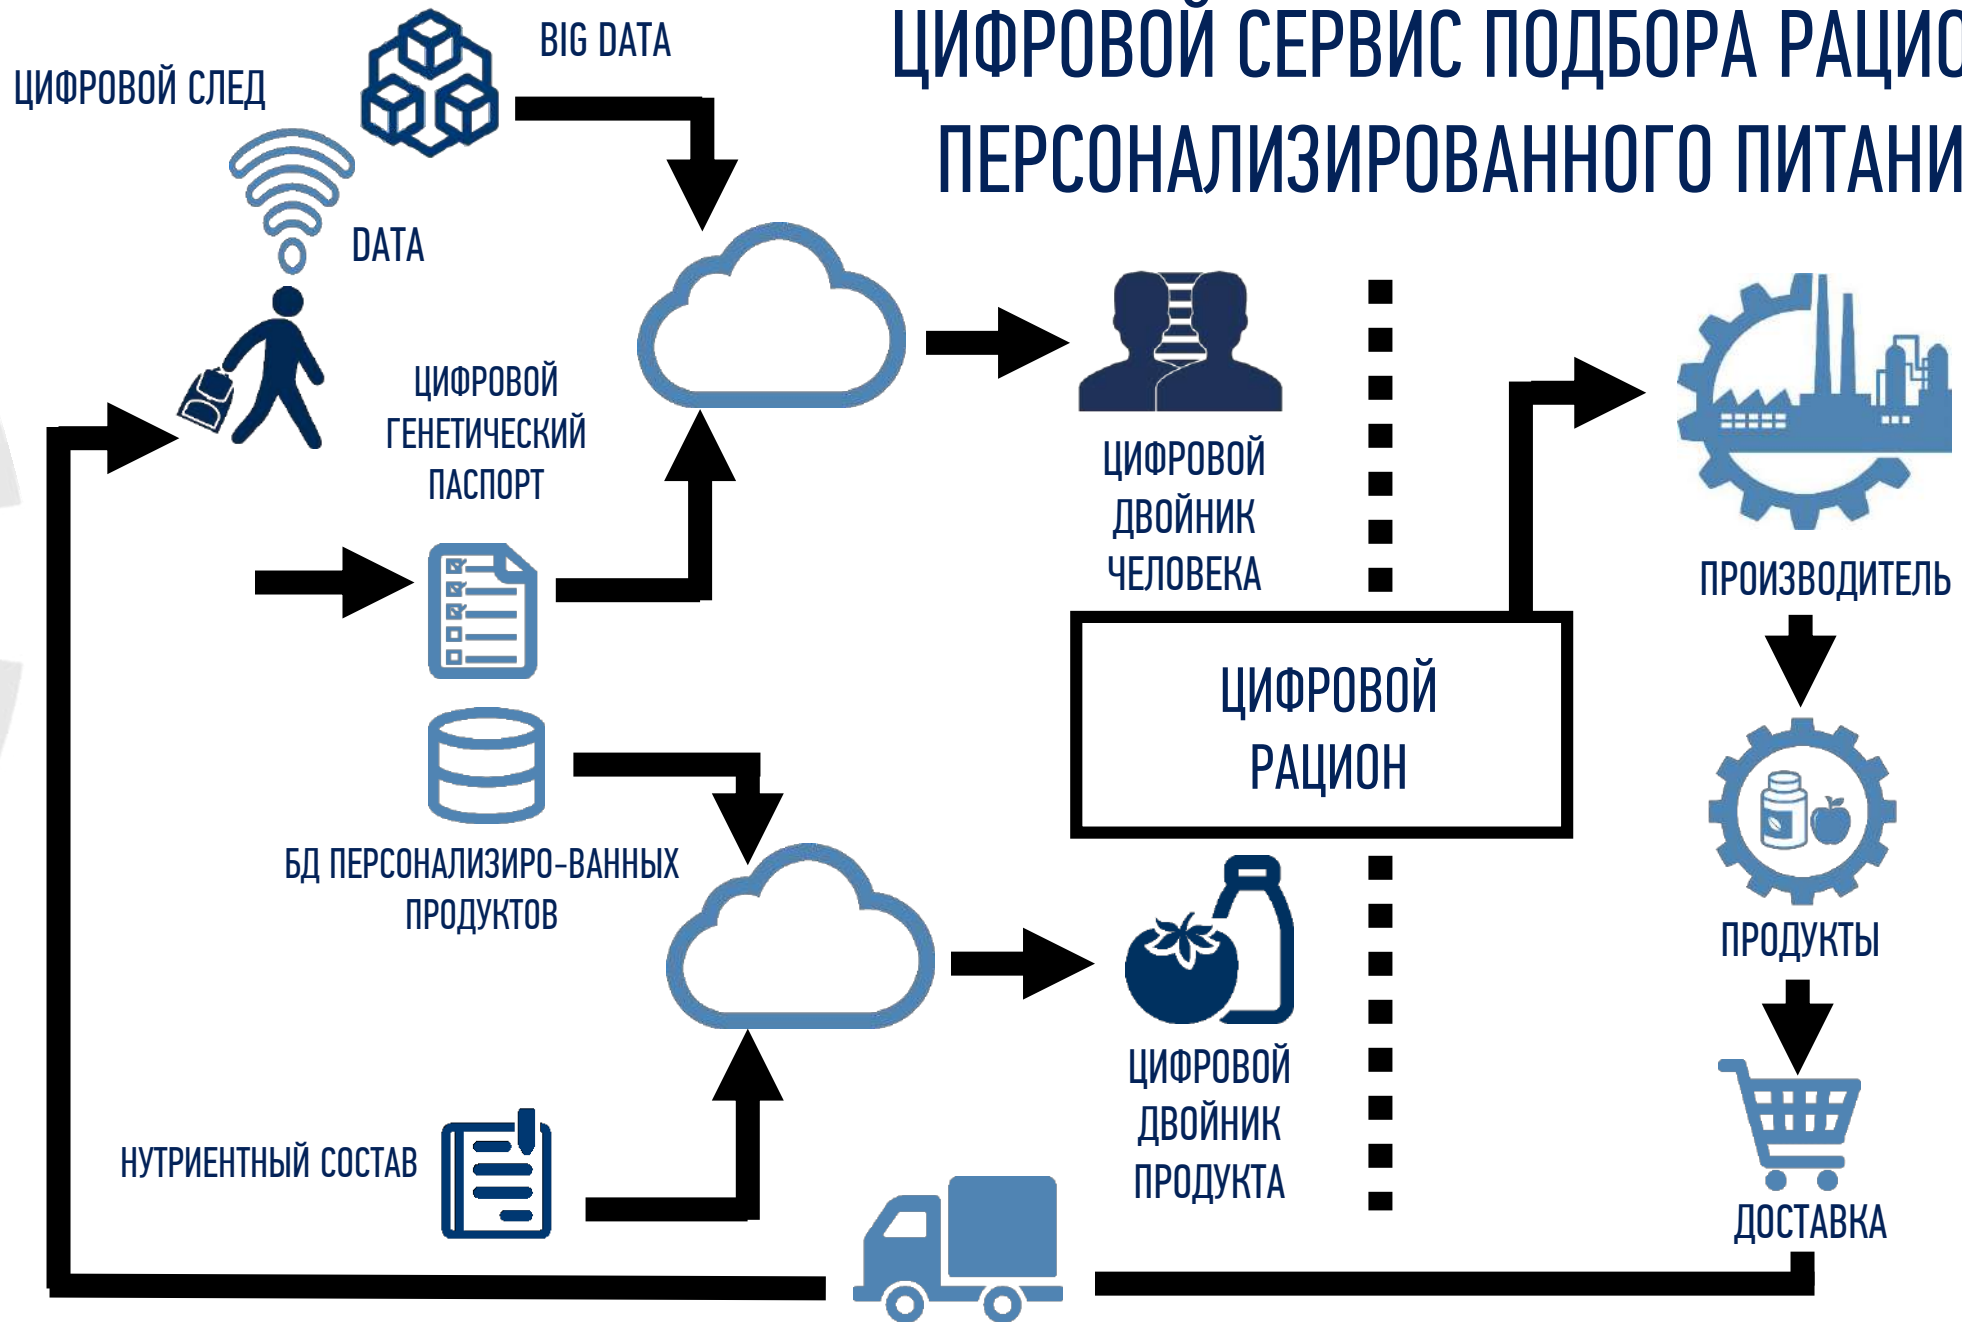 ЦИФРОВОЙ СЕРВИС ПОДБОРА РАЦИО
ПЕРСОНАЛИЗИРОВАННОГО ПИТАНИ
BIG DATA
ЦИФРОВОЙ СЛЕД
DATA
ЦИФРОВОЙ
ГЕНЕТИЧЕСКИЙ
ПАСПОРТ
ЦИФРОВОЙ
ДВОЙНИК
ЧЕЛОВЕКА
ПРОИЗВОДИТЕЛЬ
ЦИФРОВОЙ
РАЦИОН
БД ПЕРСОНАЛИЗИРО-ВАННЫХ
ПРОДУКТОВ
ПРОДУКТЫ
ЦИФРОВОЙ
ДВОЙНИК
ПРОДУКТА
НУТРИЕНТНЫЙ СОСТАВ
ДОСТАВКА